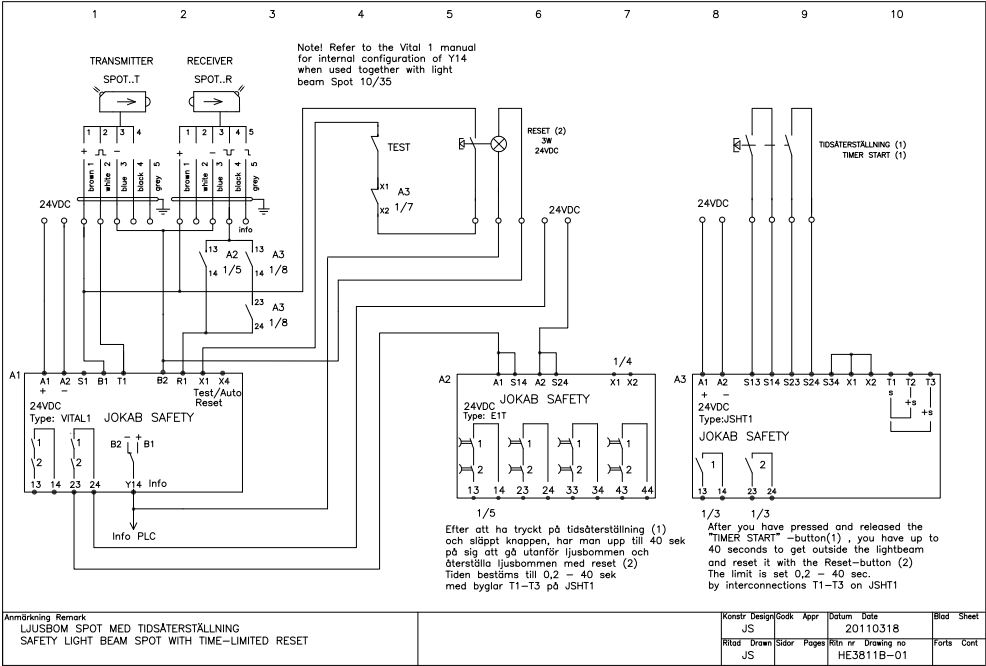 1 2 3 4 5 6 7 8 9 10
Note! Refer to the Vital 1 manual
for internal configuration of Y14
when used together with light
beam Spot 10/35
TRANSMITTER
RECEIVER
SPOT..T
SPOT..R
1 2 3 4
1 2 3 4 5
+ −
+ −
brown 1
white 2
blue 3
black 4
grey 5
brown 1
white 2
blue 3
black 4
grey 5
info
24VDC
TEST
X1
X2
A3
1/7
RESET (2)
3W
24VDC
24VDC
TIDSÅTERSTÄLLNING (1)
TIMER START (1)
24VDC
13
14
A2
1/5
13
14
A3
1/8
23
24
A3
1/8
A1
A1 A2 S1 B1 T1 B2 R1 X1 X4
+ −
Test/Auto
Reset
24VDC
Type: VITAL1
JOKAB SAFETY
1
2
1
2
B2 − + B1
13 14 23 24 Y14 Info
Info PLC
1/4
A2
A1 S14 A2 S24 X1 X2
24VDC
Type: E1T
JOKAB SAFETY
1 1 1 1
2 2 2 2
13 14 23 24 33 34 43 44
1/5
Efter att ha tryckt på tidsåterställning (1)
och släppt knappen, har man upp till 40 sek
på sig att gå utanför ljusbommen och
återställa ljusbommen med reset (2)
Tiden bestäms till 0,2 − 40 sek
med byglar T1−T3 på JSHT1
A3
A1 A2 S13 S14 S23 S24 S34 X1 X2 T1 T2 T3
+ −
s +s +s
24VDC
Type:JSHT1
JOKAB SAFETY
1 2
13 14 23 24
1/3 1/3
After you have pressed and released the
"TIMER START" −button(1) , you have up to
40 seconds to get outside the lightbeam
and reset it with the Reset−button (2)
The limit is set 0,2 − 40 sec.
by interconnections T1−T3 on JSHT1
Anmärkning Remark
LJUSBOM SPOT MED TIDSÅTERSTÄLLNING
SAFETY LIGHT BEAM SPOT WITH TIME−LIMITED RESET
Konstr Design Godk Appr Datum Date Blad Sheet
JS 20110318
Ritad Drawn Sidor Pages Ritn nr Drawing no Forts Cont
JS HE3811B−01